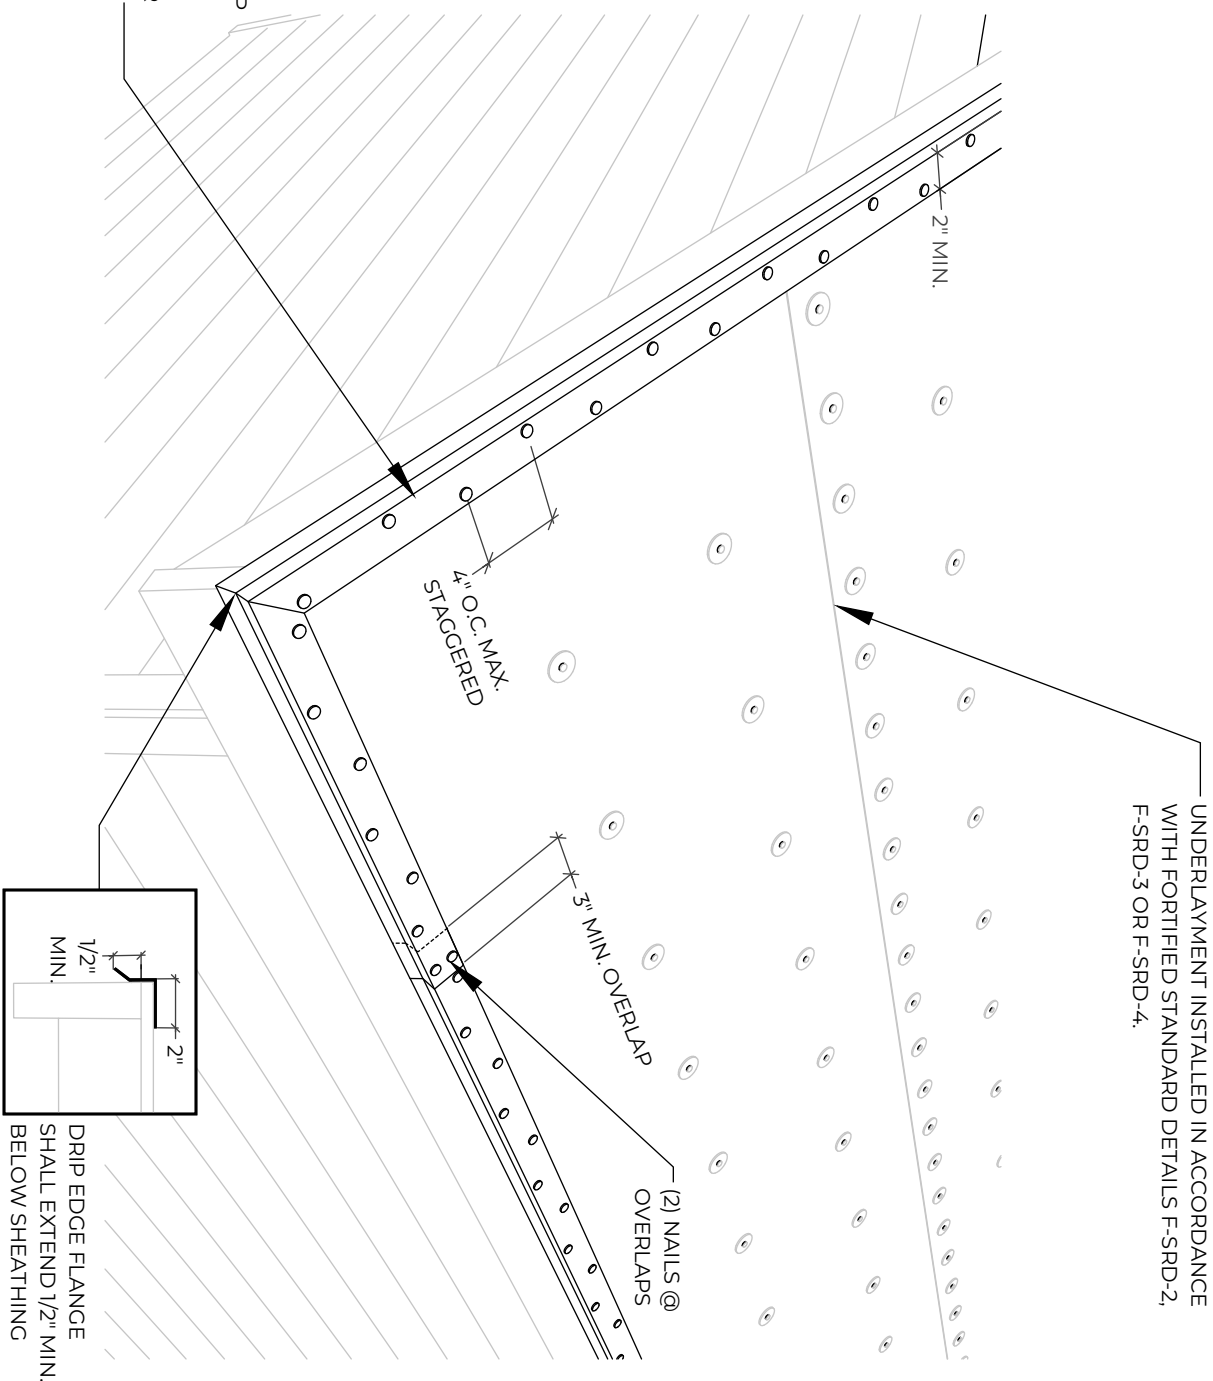 UNDERLAYMENT INSTALLED IN ACCORDANCE
WITH FORTIFIED STANDARD DETAILS F-SRD-2,
F-SRD-3 OR F-SRD-4.
2" MIN.
4" O.C. MAX.
STAGGERED
3" MIN. OVERLAP
(2) NAILS @
OVERLAPS
2"
1/2"
MIN.
DRIP EDGE FLANGE
SHALL EXTEND 1/2" MIN.
BELOW SHEATHING